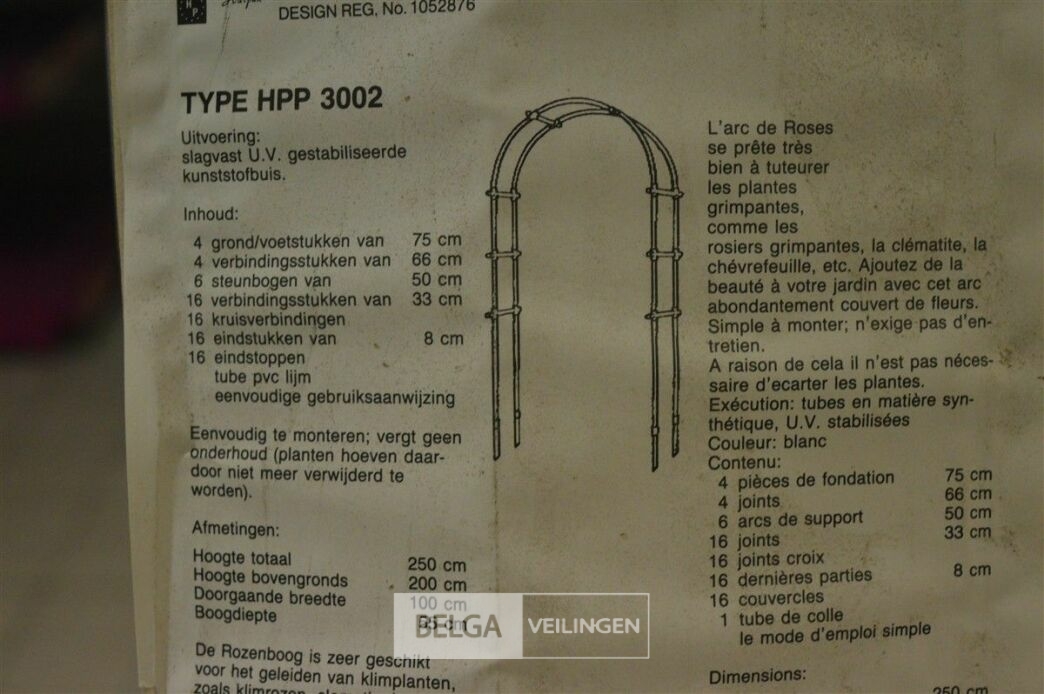 HP
DESIGN REG. No. 1052876
TYPE HPP 3002
Uitvoering:
slagvast U.V. gestabiliseerde
kunststofbuis.
Inhoud:
4 grond/voetstukken van 75 cm
4 verbindingsstukken van 66 cm
6 steunbogen van 50 cm
16 verbindingsstukken van 33 cm
16 kruisverbindingen
16 eindstukken van 8 cm
16 eindstoppen
tube pvc lijm
eenvoudige gebruiksaanwijzing
Eenvoudig te monteren; vergt geen
onderhoud (planten hoeven daar-
door niet meer verwijderd te
worden).
Afmetingen:
Hoogte totaal 250 cm
Hoogte bovengronds 200 cm
Doorgaande breedte 100 cm
Boogdiepte 55 cm
De Rozenboog is zeer geschikt
voor het geleiden van klimplanten,
zoals klimrozen,
L'arc de Roses
se prête très
bien à tuteurer
les plantes
grimpantes,
comme les
rosiers grimpantes, la clématite, la
chévrefeuille, etc. Ajoutez de la
beauté à votre jardin avec cet arc
abondantement couvert de fleurs.
Simple à monter; n'exige pas d'en-
tretien.
A raison de cela il n'est pas néces-
saire d'ecarter les plantes.
Exécution: tubes en matière syn-
thétique, U.V. stabilisées
Couleur: blanc
Contenu:
4 pièces de fondation 75 cm
4 joints 66 cm
6 arcs de support 50 cm
16 joints 33 cm
16 joints croix
16 dernières parties 8 cm
16 couvercles
1 tube de colle
le mode d'emploi simple
Dimensions:
250 cm
BELGA VEILINGEN